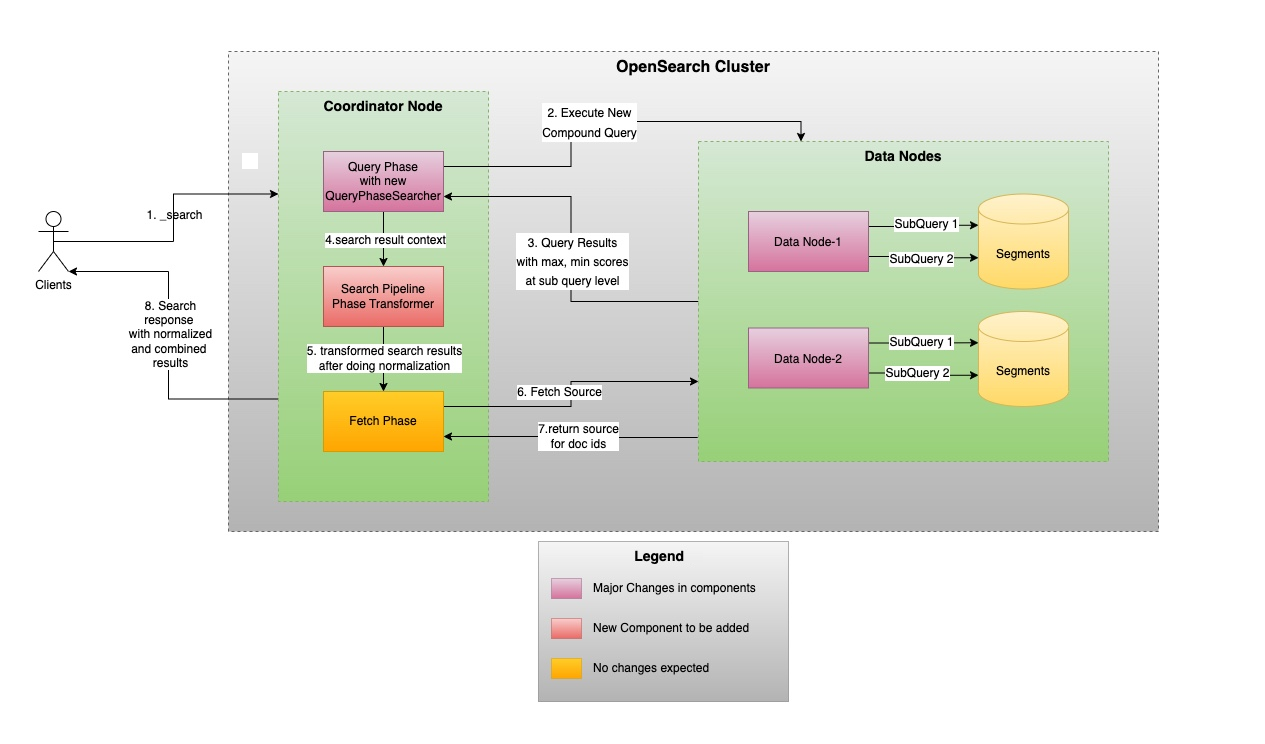 OpenSearch Cluster
Coordinator Node
Query Phase
with new
QueryPhaseSearcher
2. Execute New
Compound Query
Data Nodes
1. _search
Clients
4.search result context
3. Query Results
with max, min scores
at sub query level
Data Node-1
SubQuery 1
SubQuery 2
Segments
Search Pipeline
Phase Transformer
8. Search
response
with normalized
and combined
results
5. transformed search results
after doing normalization
Data Node-2
SubQuery 1
SubQuery 2
Segments
6. Fetch Source
Fetch Phase
7.return source
for doc ids
Legend
Major Changes in components
New Component to be added
No changes expected